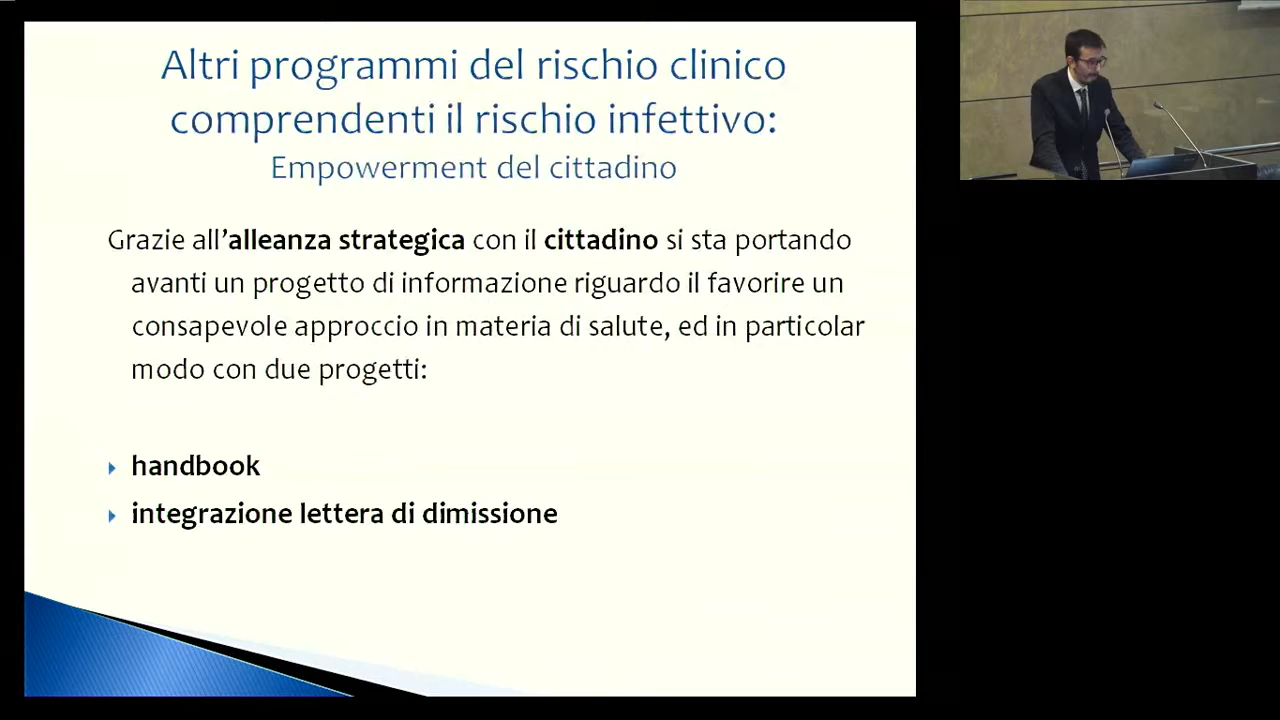 Altri programmi del rischio clinico
comprendenti il rischio infettivo:
Empowerment del cittadino
Grazie all’alleanza strategica con il cittadino si sta portando
avanti un progetto di informazione riguardo il favorire un
consapevole approccio in materia di salute, ed in particolar
modo con due progetti:
handbook
integrazione lettera di dimissione